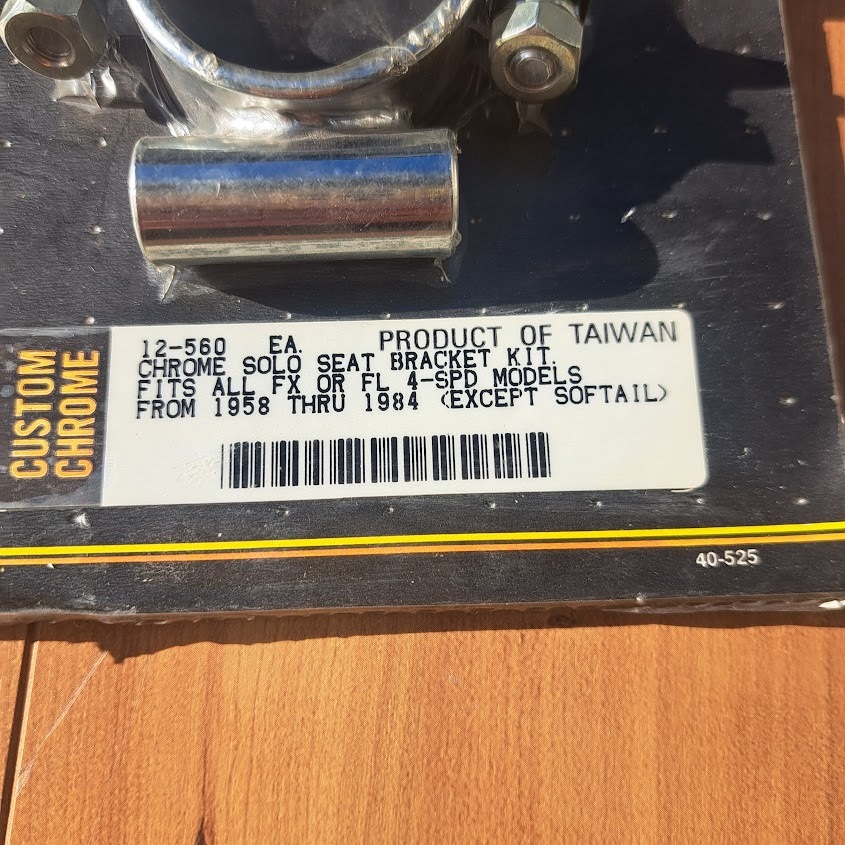 CUSTOM
CHROME
12-560 EA. PRODUCT OF TAIWAN
CHROME SOLO SEAT BRACKET KIT.
FITS ALL FX OR FL 4-SPD MODELS
FROM 1958 THRU 1984 (EXCEPT SOFTAIL)
40-525